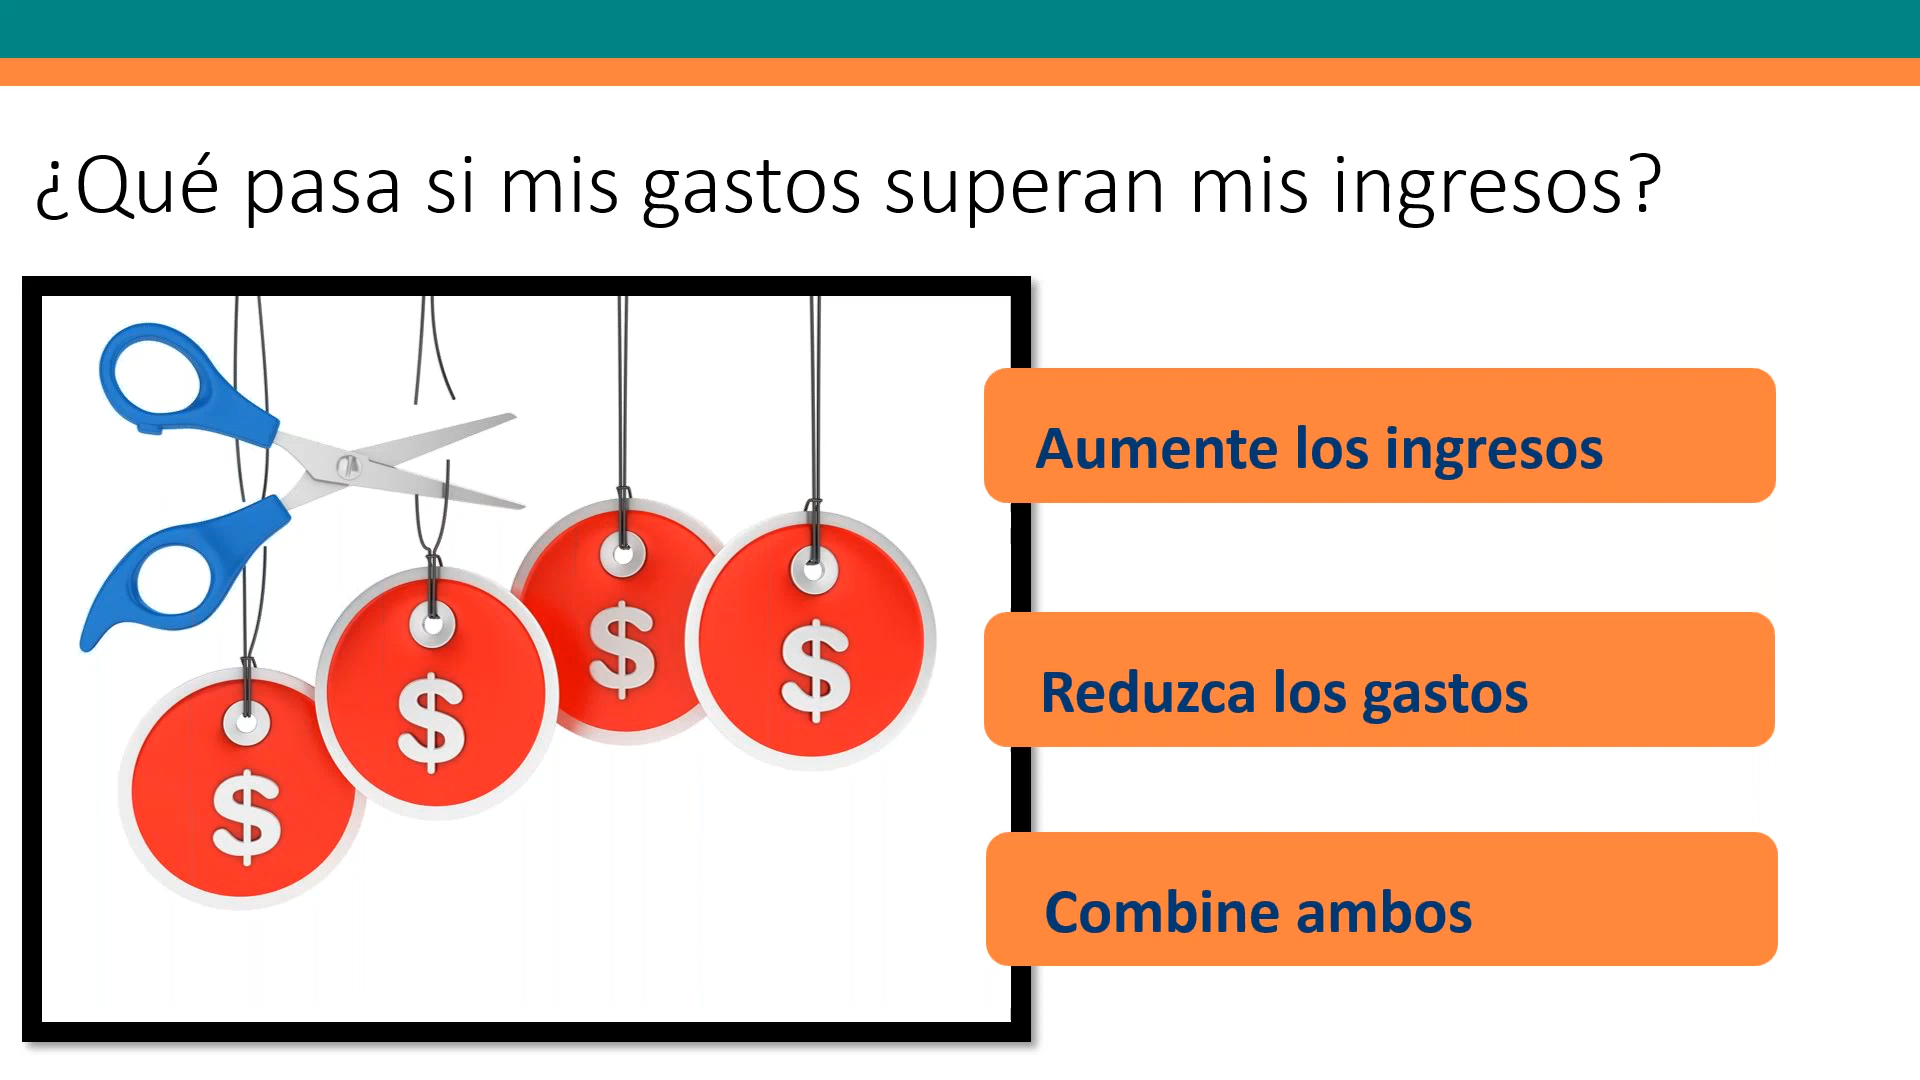 ¿Qué pasa si mis gastos superan mis ingresos?
Aumente los ingresos
Reduzca los gastos
Combine ambos
$
$
$
$